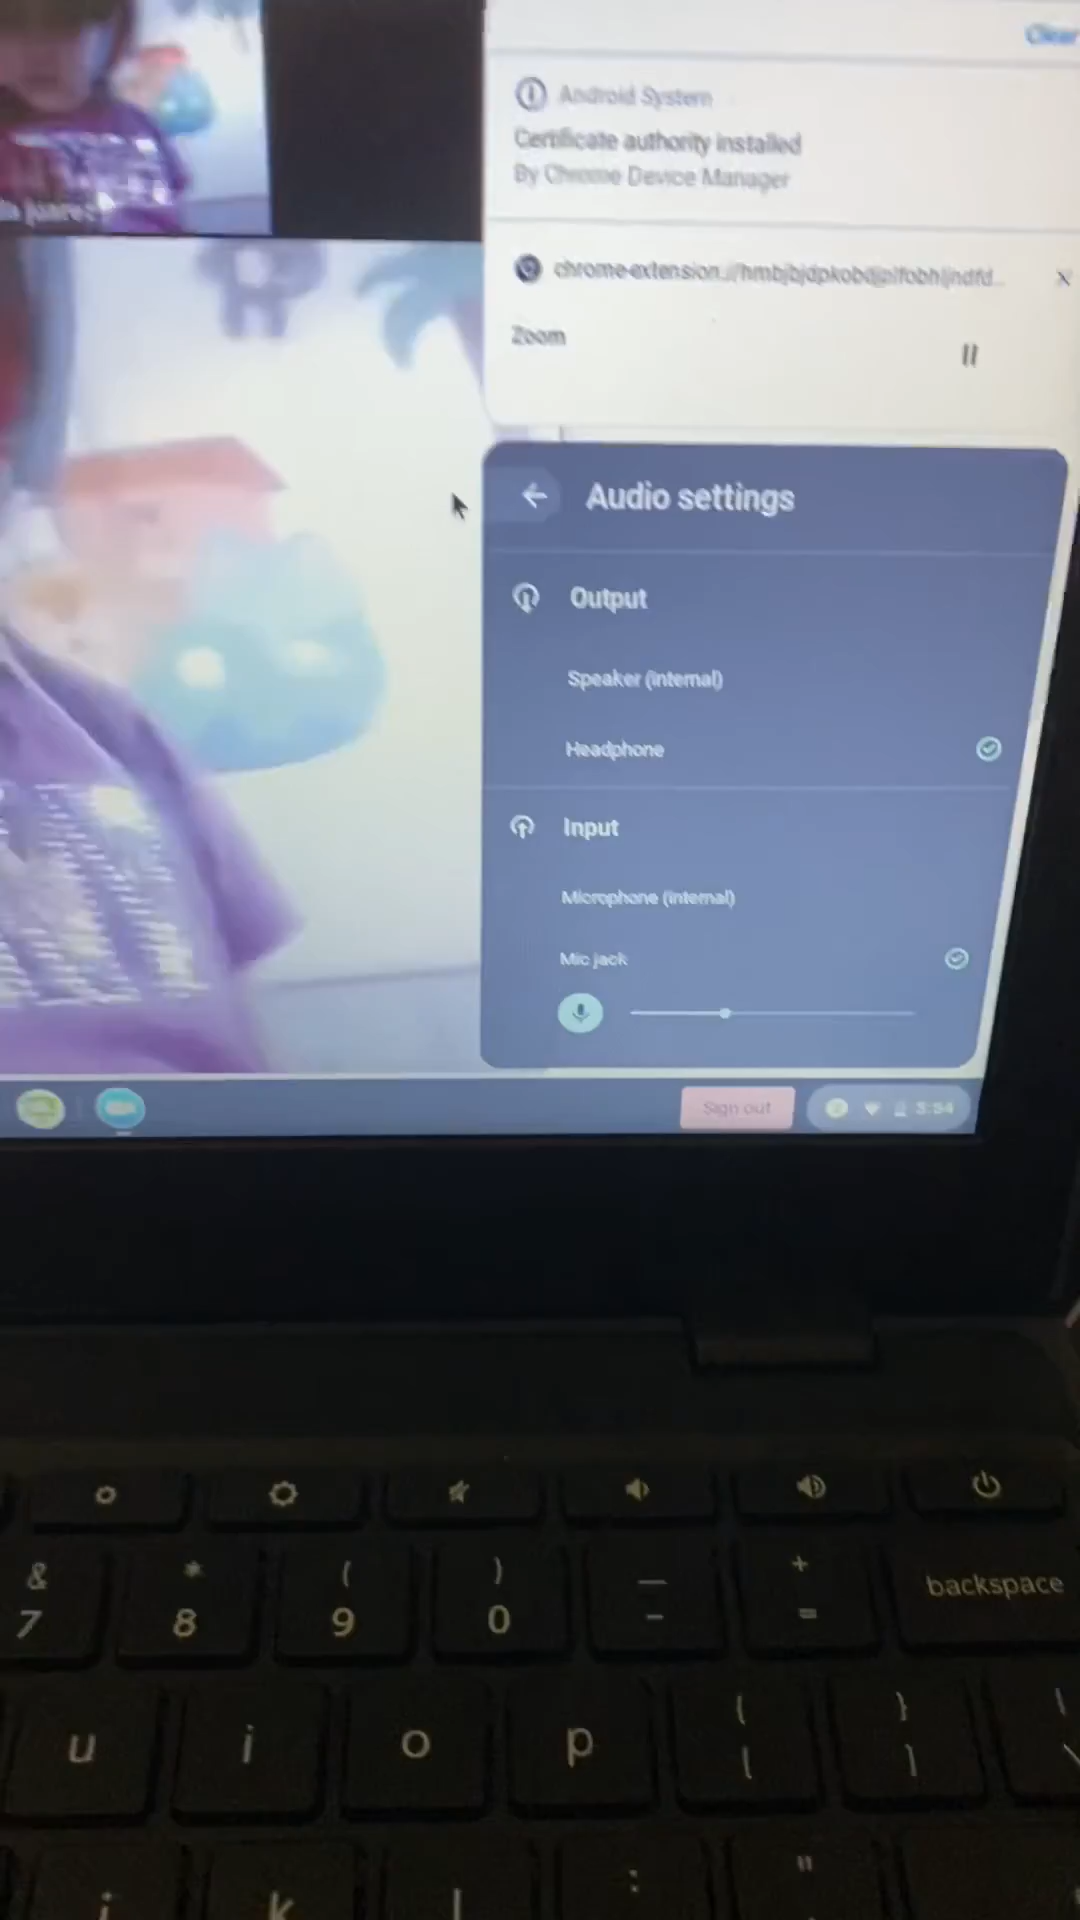 Clear
Android System
Certificate authority installed
By Chrome Device Manager
Zoom
Audio settings
Output
Speaker (internal)
Headphone
Input
Microphone (internal)
Mic jack
Sign out
& * ( ) — +
7 8 9 0 - = backspace
u i o p { [ } ] | \
j k l : "